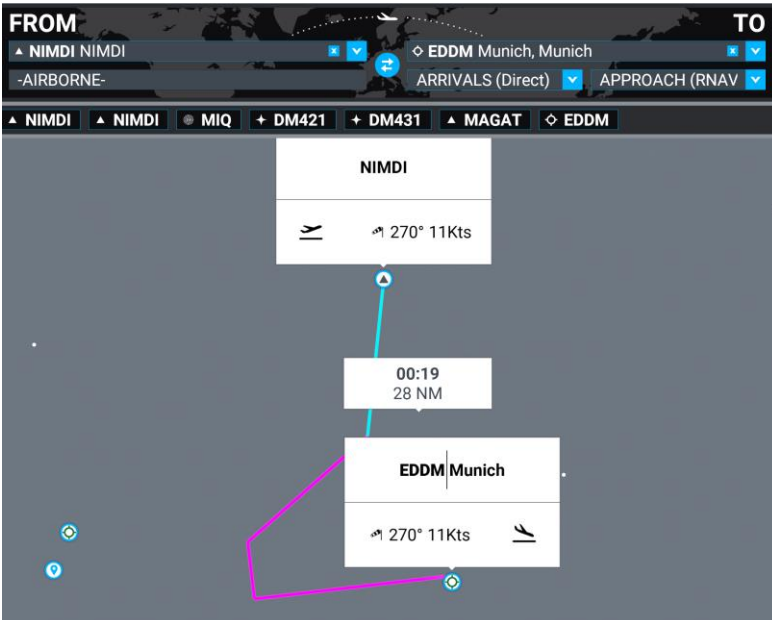 FROM
TO
NIMDI NIMDI
x
EDDM Munich, Munich
x
-AIRBORNE-
ARRIVALS (Direct)
APPROACH (RNAV
NIMDI
NIMDI
MIQ
DM421
DM431
MAGAT
EDDM
NIMDI
270° 11Kts
00:19
28 NM
EDDM Munich
270° 11Kts